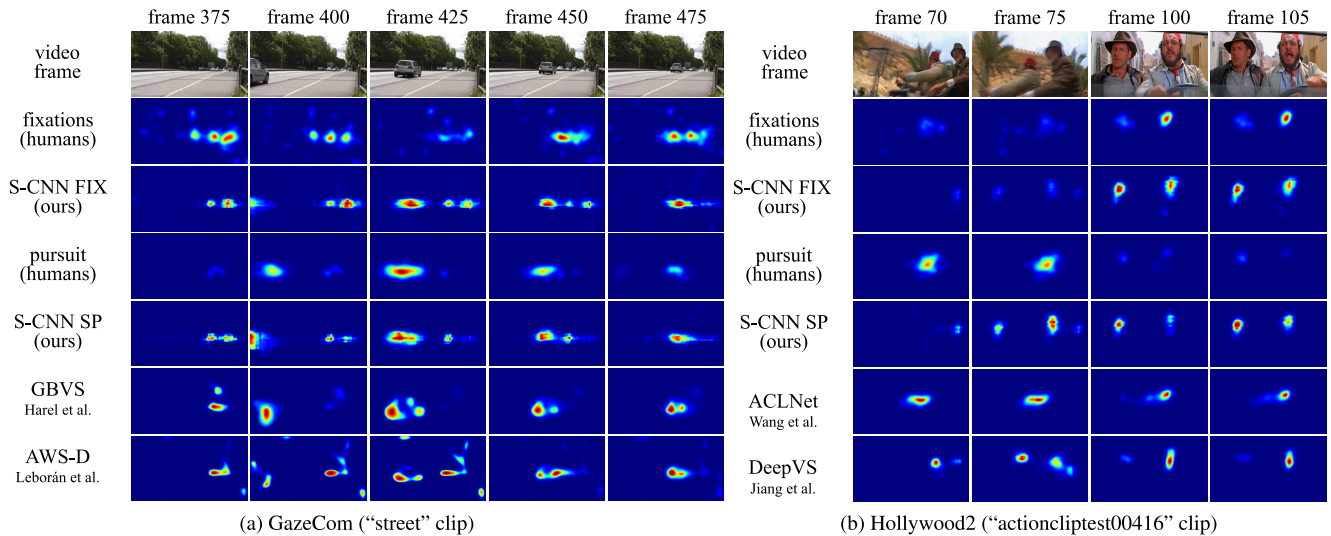 frame 375 frame 400 frame 425 frame 450 frame 475
video
frame
fixations
(humans)
S-CNN FIX
(ours)
pursuit
(humans)
S-CNN SP
(ours)
GBVS
Harel et al.
AWS-D
Leborán et al.
(a) GazeCom (“street” clip)
frame 70 frame 75 frame 100 frame 105
video
frame
fixations
(humans)
S-CNN FIX
(ours)
pursuit
(humans)
S-CNN SP
(ours)
ACLNet
Wang et al.
DeepVS
Jiang et al.
(b) Hollywood2 (“actioncliptest00416” clip)